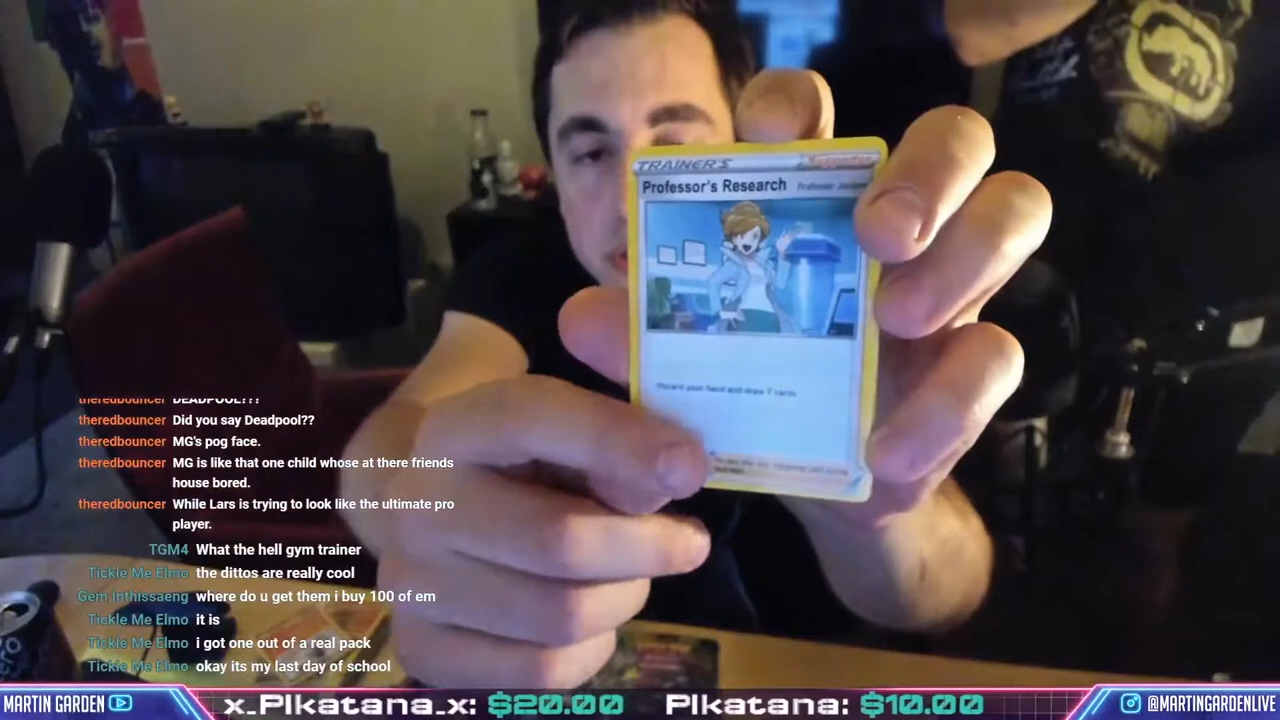 TRAINER'S
Supporter
Professor's Research
Professor
Discard your hand and draw 7 cards
DEADPOOL???
theredbouncer
theredbouncer Did you say Deadpool??
theredbouncer MG's pog face.
theredbouncer MG is like that one child whose at there friends
house bored.
theredbouncer While Lars is trying to look like the ultimate pro
player.
TGM4 What the hell gym trainer
Tickle Me Elmo the dittos are really cool
Gem Inthissaeng where do u get them i buy 100 of em
Tickle Me Elmo it is
Tickle Me Elmo i got one out of a real pack
Tickle Me Elmo okay its my last day of school
MARTIN GARDEN
x_Pikatana_x: $20.00
Pikatana: $10.00
@MARTINGARDENLIVE